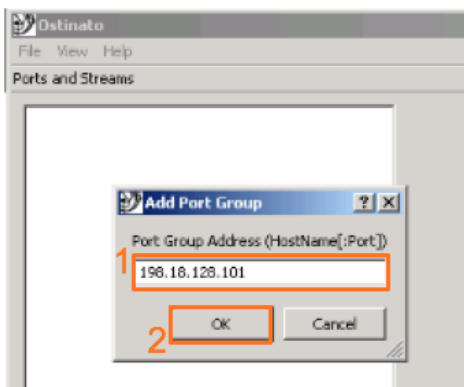 Ostinato
File View Help
Ports and Streams
Add Port Group
Port Group Address (HostName[:Port])
1
198.18.128.101
2
OK Cancel